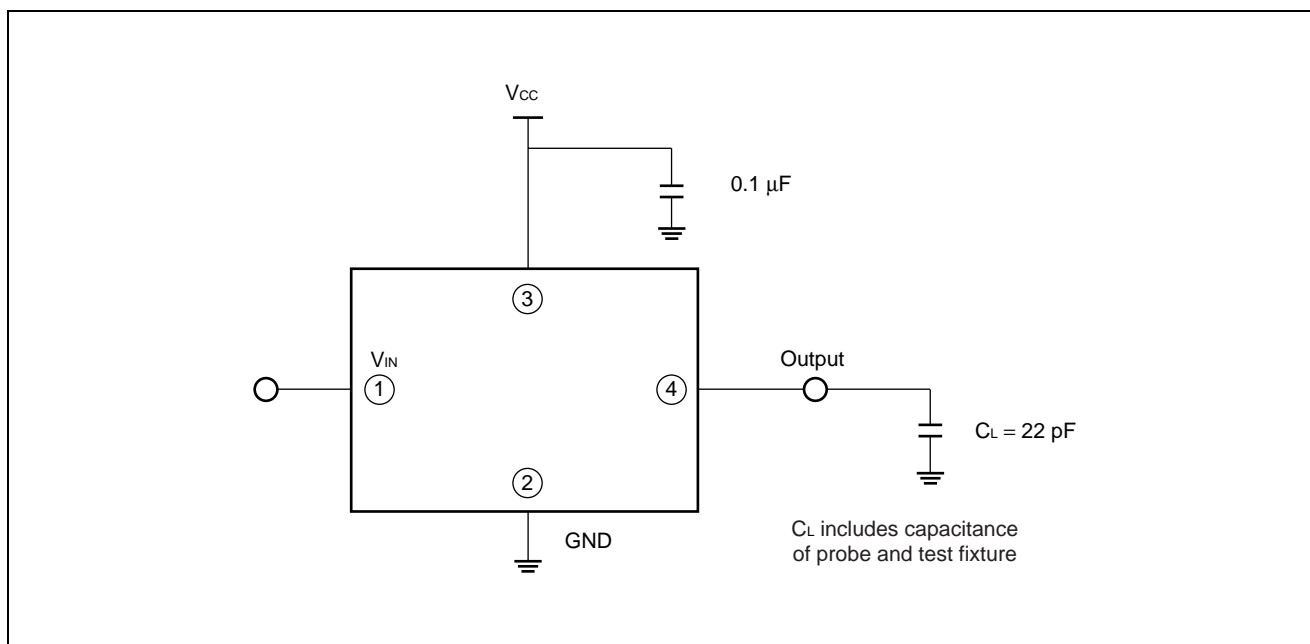 VCC
0.1 μF
3
VIN
1
4
Output
CL = 22 pF
2
GND
CL includes capacitance
of probe and test fixture